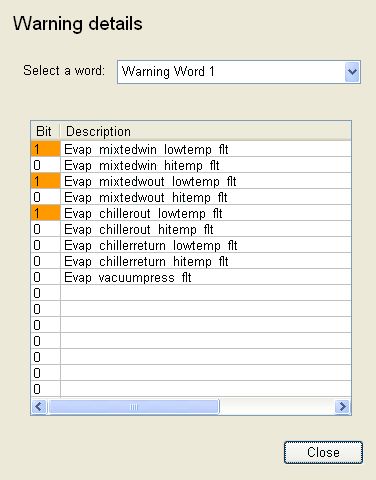 Warning details
Select a word: Warning Word 1
Bit Description
1 Evap mixtedwin lowtemp flt
0 Evap mixtedwin hitemp flt
1 Evap mixtedwout lowtemp flt
0 Evap mixtedwout hitemp flt
1 Evap chillerout lowtemp flt
0 Evap chillerout hitemp flt
0 Evap chillerreturn lowtemp flt
0 Evap chillerreturn hitemp flt
0 Evap vacuumpress flt
0
0
0
0
0
0
0
Close